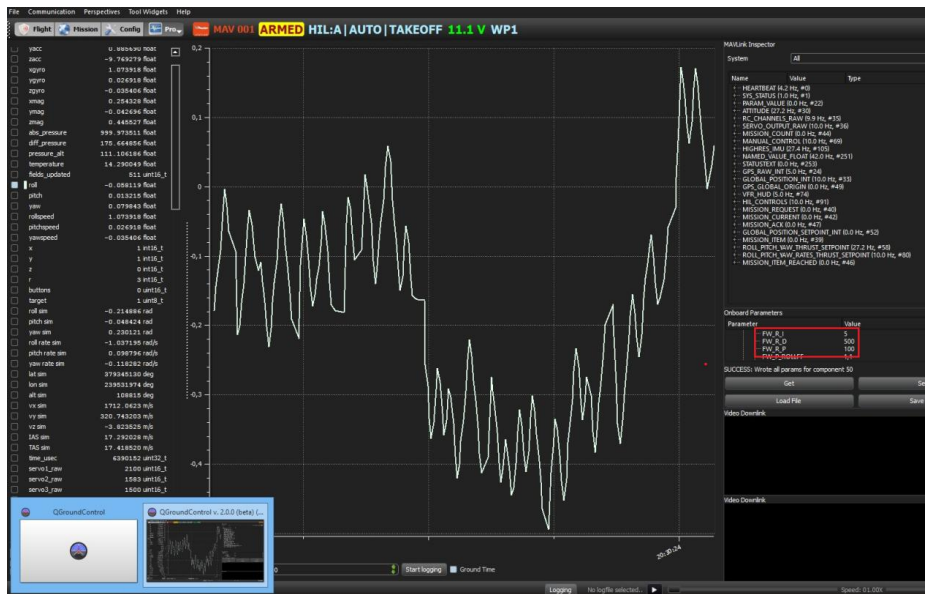 File Communication Perspectives Tool Widgets Help
Flight Mission Config Pro... MAV 001 ARMED HIL:A|AUTO|TAKEOFF 11.1 V WP1
yacc 0.885690 float
zacc -9.769279 float
xgyro 1.073918 float
ygyro 0.026918 float
zgyro -0.035406 float
xmag 0.254329 float
ymag -0.042696 float
zmag 0.445527 float
abs_pressure 999.973511 float
diff_pressure 175.664856 float
pressure_alt 111.106186 float
temperature 14.290049 float
fields_updated 511 uint16_t
roll -0.089119 float
pitch 0.013215 float
yaw 0.079843 float
rollspeed 1.073918 float
pitchspeed 0.026918 float
yawspeed -0.035406 float
x 1 int16_t
y 1 int16_t
z 0 int16_t
r 3 int16_t
buttons 0 uint16_t
target 1 uint8_t
roll sim -0.214886 rad
pitch sim -0.048424 rad
yaw sim 0.230121 rad
roll rate sim -1.037195 rad/s
pitch rate sim 0.098796 rad/s
yaw rate sim -0.118282 rad/s
lat sim 379345130 deg
lon sim 239531974 deg
alt sim 108815 deg
vx sim 1712.0623 m/s
vy sim 320.743203 m/s
vz sim -3.823525 m/s
IAS sim 17.292028 m/s
TAS sim 17.418520 m/s
time_usec 6390152 uint32_t
servo1_raw 2100 uint16_t
servo2_raw 1583 uint16_t
servo3_raw 1500 uint16_t
0,2
0,1
0
-0,1
-0,2
-0,3
-0,4
20:30:24
MAVLink Inspector
System All
Name Value Type
HEARTBEAT (4.2 Hz, #0)
SYS_STATUS (1.0 Hz, #1)
PARAM_VALUE (0.0 Hz, #22)
ATTITUDE (27.2 Hz, #30)
RC_CHANNELS_RAW (9.9 Hz, #35)
SERVO_OUTPUT_RAW (10.0 Hz, #36)
MISSION_COUNT (0.0 Hz, #44)
MANUAL_CONTROL (10.0 Hz, #69)
HIGHRES_IMU (27.4 Hz, #105)
NAMED_VALUE_FLOAT (42.0 Hz, #251)
STATUSTEXT (0.0 Hz, #253)
GPS_RAW_INT (5.0 Hz, #24)
GLOBAL_POSITION_INT (10.0 Hz, #33)
GPS_GLOBAL_ORIGIN (0.0 Hz, #49)
VFR_HUD (5.0 Hz, #74)
HIL_CONTROLS (10.0 Hz, #91)
MISSION_REQUEST (0.0 Hz, #40)
MISSION_CURRENT (0.0 Hz, #42)
MISSION_ACK (0.0 Hz, #47)
GLOBAL_POSITION_SETPOINT_INT (0.0 Hz, #52)
MISSION_ITEM (0.0 Hz, #39)
ROLL_PITCH_YAW_THRUST_SETPOINT (27.2 Hz, #58)
ROLL_PITCH_YAW_RATES_THRUST_SETPOINT (10.0 Hz, #80)
MISSION_ITEM_REACHED (0.0 Hz, #46)
Onboard Parameters
Parameter Value
FW_R_I 5
FW_R_D 500
FW_R_P 100
FW_P_ROLLFF 1,1
SUCCESS: Wrote all params for component 50
Get
Load File Save
Video Downlink
Video Downlink
QGroundControl
QGroundControl v. 2.0.0 (beta) (...
Start logging Ground Time
Logging No logfile selected... Speed: 01.00X